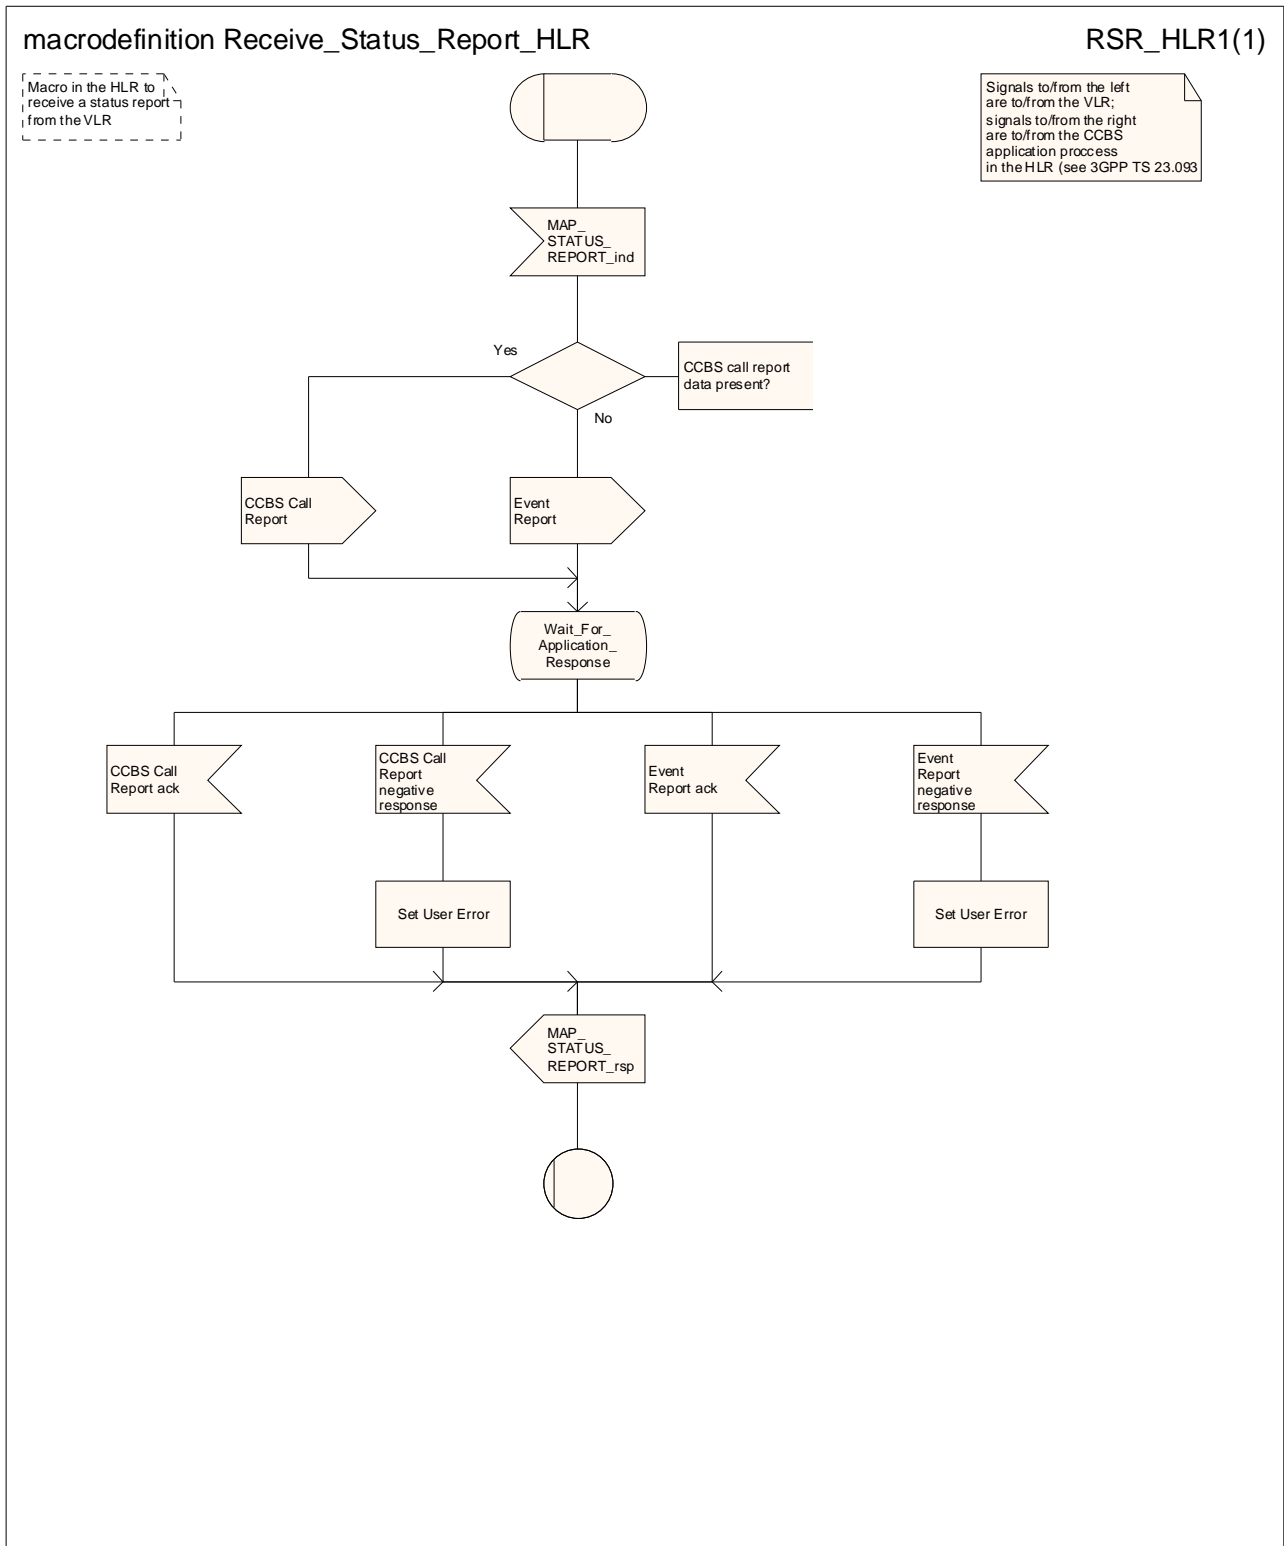 macrodefinition Receive_Status_Report_HLR
RSR_HLR1(1)
Macro in the HLR to
receive a status report
from the VLR
Signals to/from the left
are to/from the VLR;
signals to/from the right
are to/from the CCBS
application proccess
in the HLR (see 3GPP TS 23.093
MAP_
STATUS_
REPORT_ind
Yes
CCBS call report
data present?
No
CCBS Call
Report
Event
Report
Wait_For_
Application_
Response
CCBS Call
Report ack
CCBS Call
Report
negative
response
Event
Report ack
Event
Report
negative
response
Set User Error
Set User Error
MAP_
STATUS_
REPORT_rsp